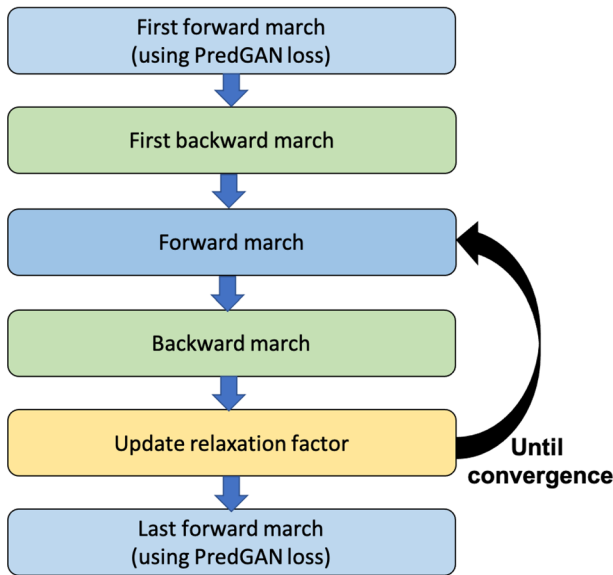 First forward march
(using PredGAN loss)
First backward march
Forward march
Backward march
Update relaxation factor
Until
convergence
Last forward march
(using PredGAN loss)